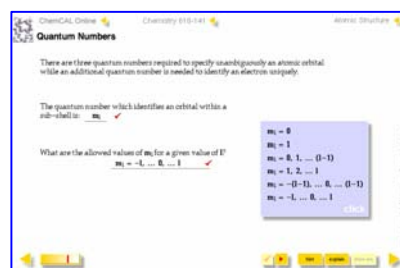 ChemCAL Online
Chemistry 610-141
Atomic Structure
Quantum Numbers
There are three quantum numbers required to specify unambiguously an atomic orbital
while an additional quantum number is needed to identify an electron uniquely.
The quantum number which identifies an orbital within a
sub-shell is: mₗ ✔
What are the allowed values of mₗ for a given value of l?
mₗ = -l, ... 0, ... l ✔
mₗ = 0
mₗ = 1
mₗ = 0, 1, ... (l-1)
mₗ = 1, 2, ... l
mₗ = -(l-1), ... 0, ... (l-1)
mₗ = -l, ... 0, ... l
click
explain